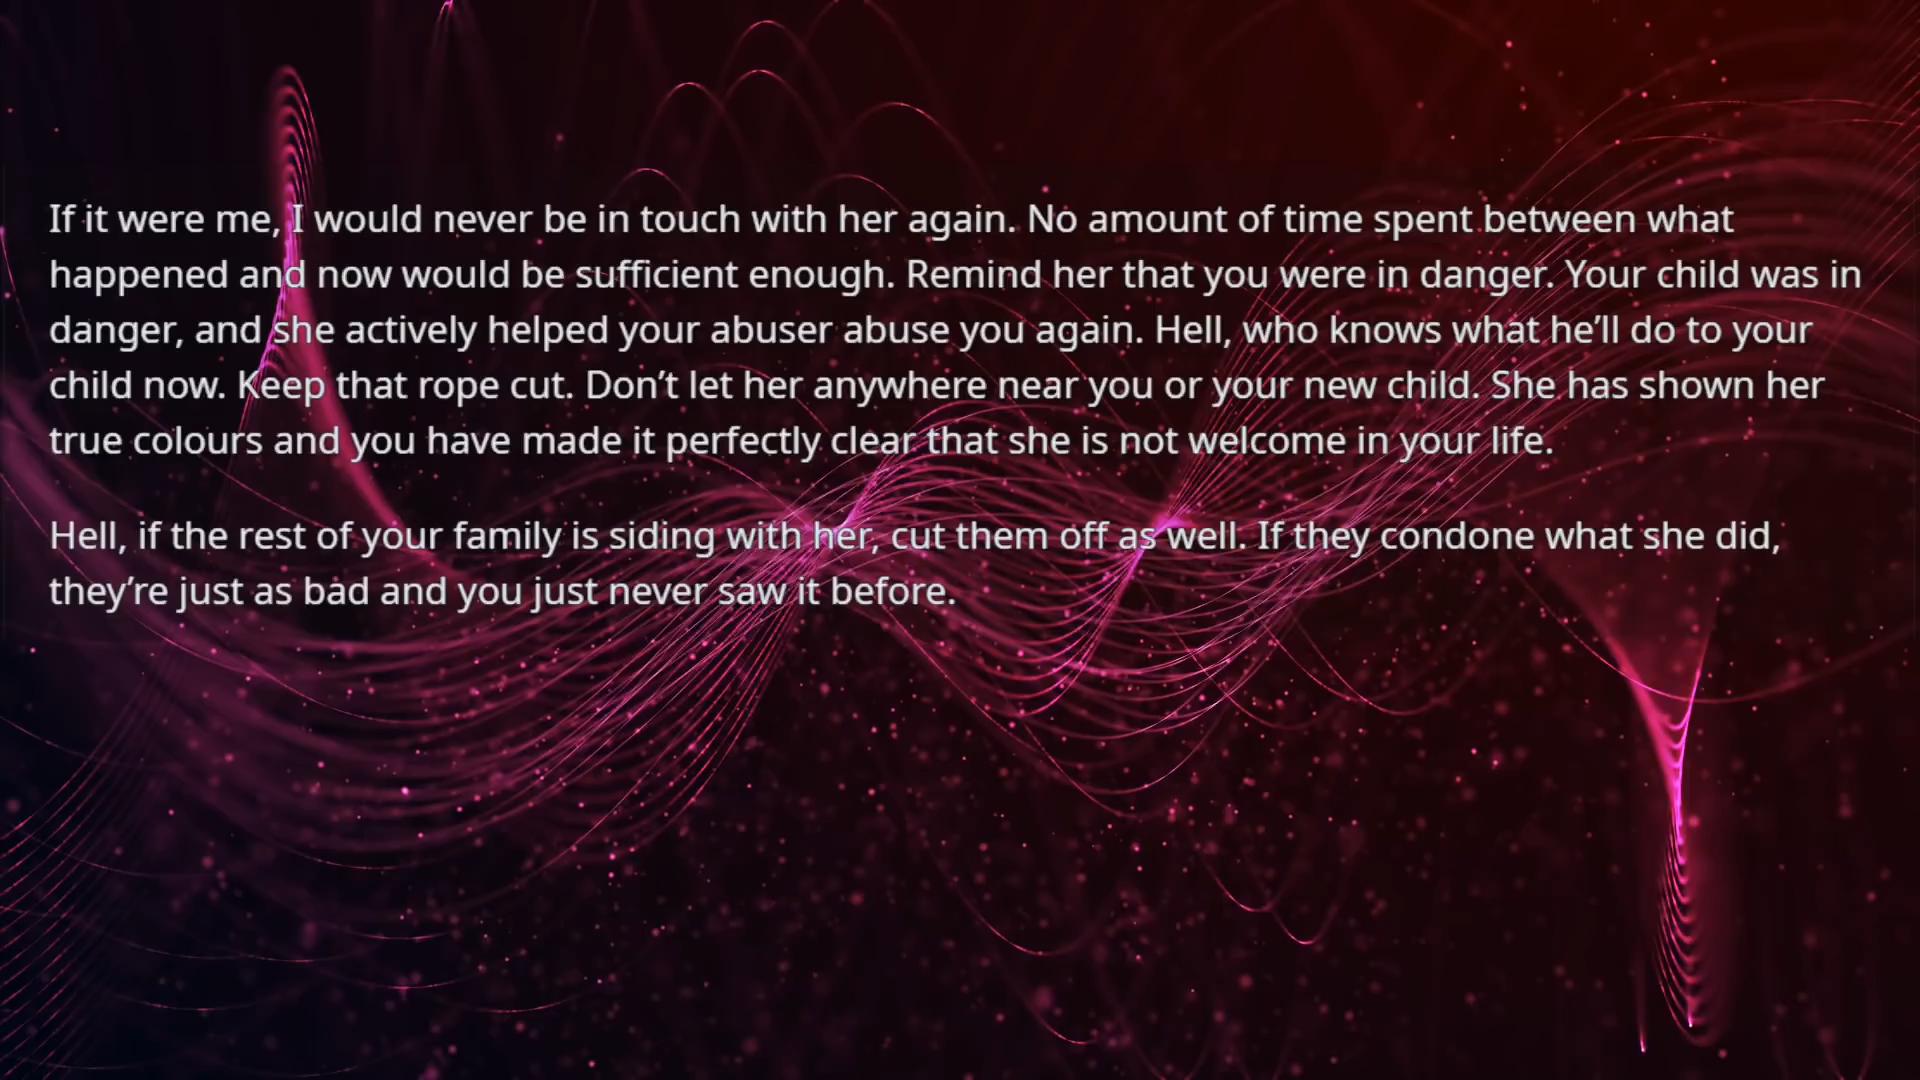 If it were me, I would never be in touch with her again. No amount of time spent between what
happened and now would be sufficient enough. Remind her that you were in danger. Your child was in
danger, and she actively helped your abuser abuse you again. Hell, who knows what he’ll do to your
child now. Keep that rope cut. Don’t let her anywhere near you or your new child. She has shown her
true colours and you have made it perfectly clear that she is not welcome in your life.
Hell, if the rest of your family is siding with her, cut them off as well. If they condone what she did,
they’re just as bad and you just never saw it before.